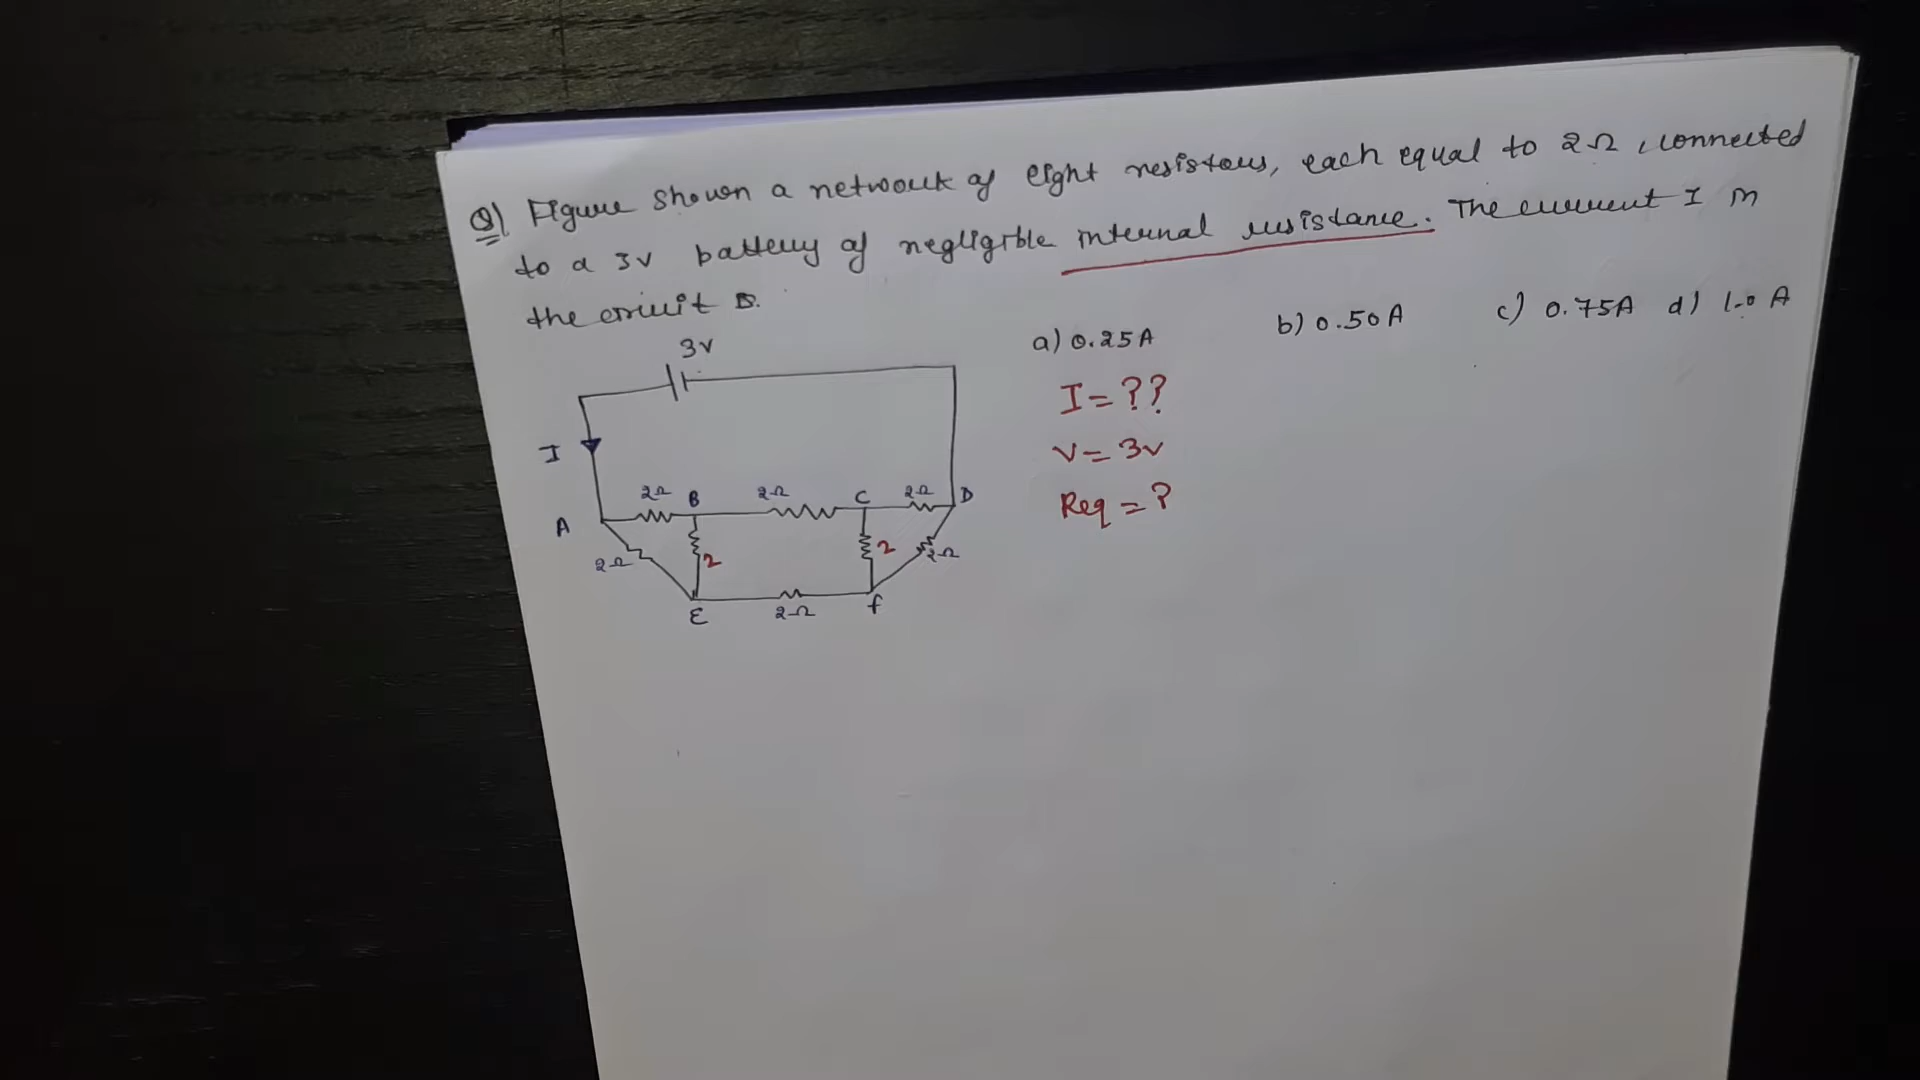 Q) Figure shown a network of eight resistors, each equal to 2Ω, connected
to a 3V battery of negligible internal resistance. The current I in
the circuit is.
a) 0.25A b) 0.50A c) 0.75A d) 1.0 A
3V
I = ??
I
V = 3V
2Ω B 2Ω C 2Ω D
A
Req = ?
2Ω 2 2 2Ω
E 2Ω f